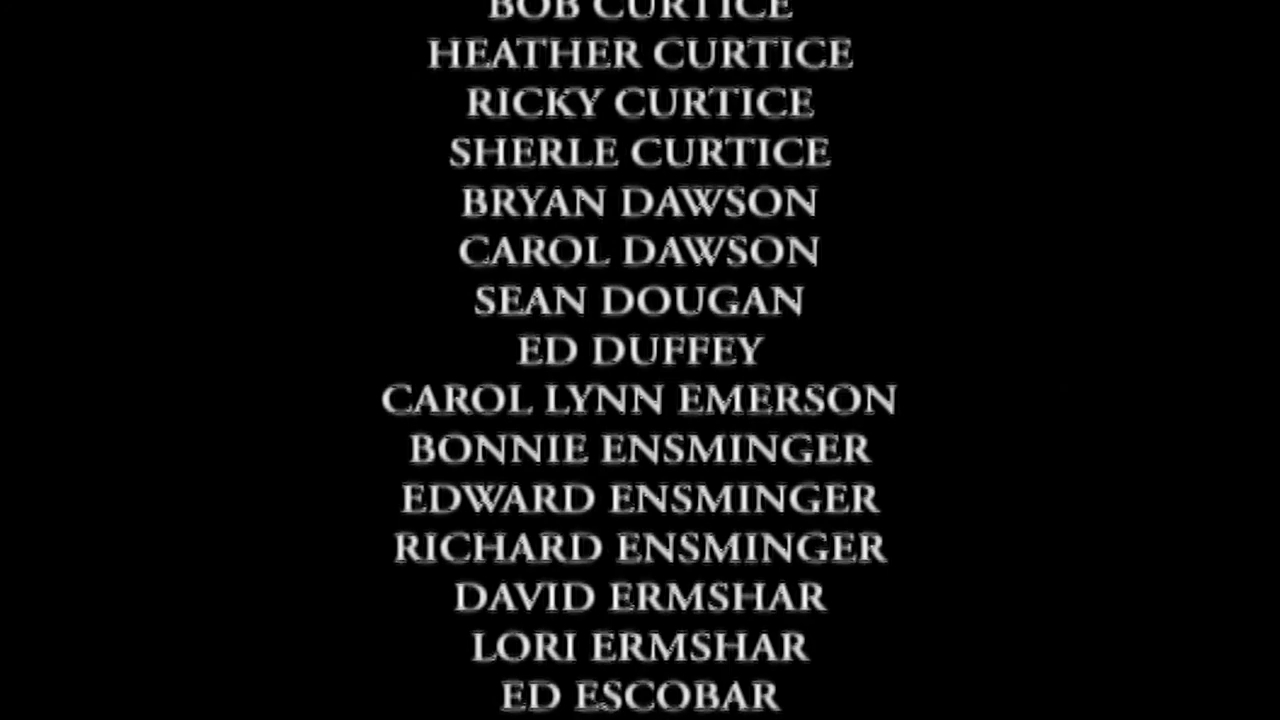 BOB CURTICE
HEATHER CURTICE
RICKY CURTICE
SHERLE CURTICE
BRYAN DAWSON
CAROL DAWSON
SEAN DOUGAN
ED DUFFEY
CAROL LYNN EMERSON
BONNIE ENSMINGER
EDWARD ENSMINGER
RICHARD ENSMINGER
DAVID ERMSHAR
LORI ERMSHAR
ED ESCOBAR